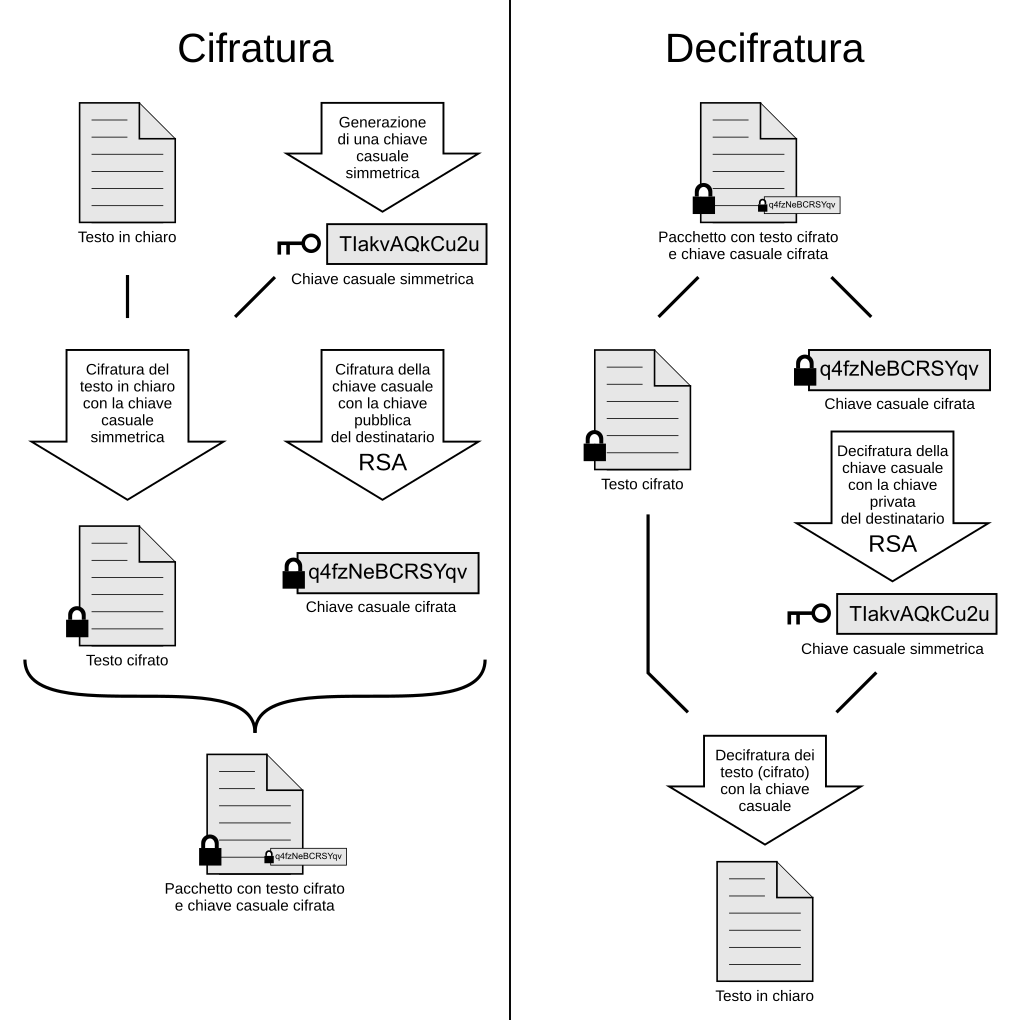 Cifratura
Testo in chiaro
Generazione
di una chiave
casuale
simmetrica
TIakvAQkCu2u
Chiave casuale simmetrica
Cifratura del
testo in chiaro
con la chiave
casuale
simmetrica
Cifratura della
chiave casuale
con la chiave
pubblica
del destinatario
RSA
Testo cifrato
q4fzNeBCRSYqv
Chiave casuale cifrata
q4fzNeBCRSYqv
Pacchetto con testo cifrato
e chiave casuale cifrata
Decifratura
q4fzNeBCRSYqv
Pacchetto con testo cifrato
e chiave casuale cifrata
Testo cifrato
q4fzNeBCRSYqv
Chiave casuale cifrata
Decifratura della
chiave casuale
con la chiave
privata
del destinatario
RSA
TIakvAQkCu2u
Chiave casuale simmetrica
Decifratura dei
testo (cifrato)
con la chiave
casuale
Testo in chiaro